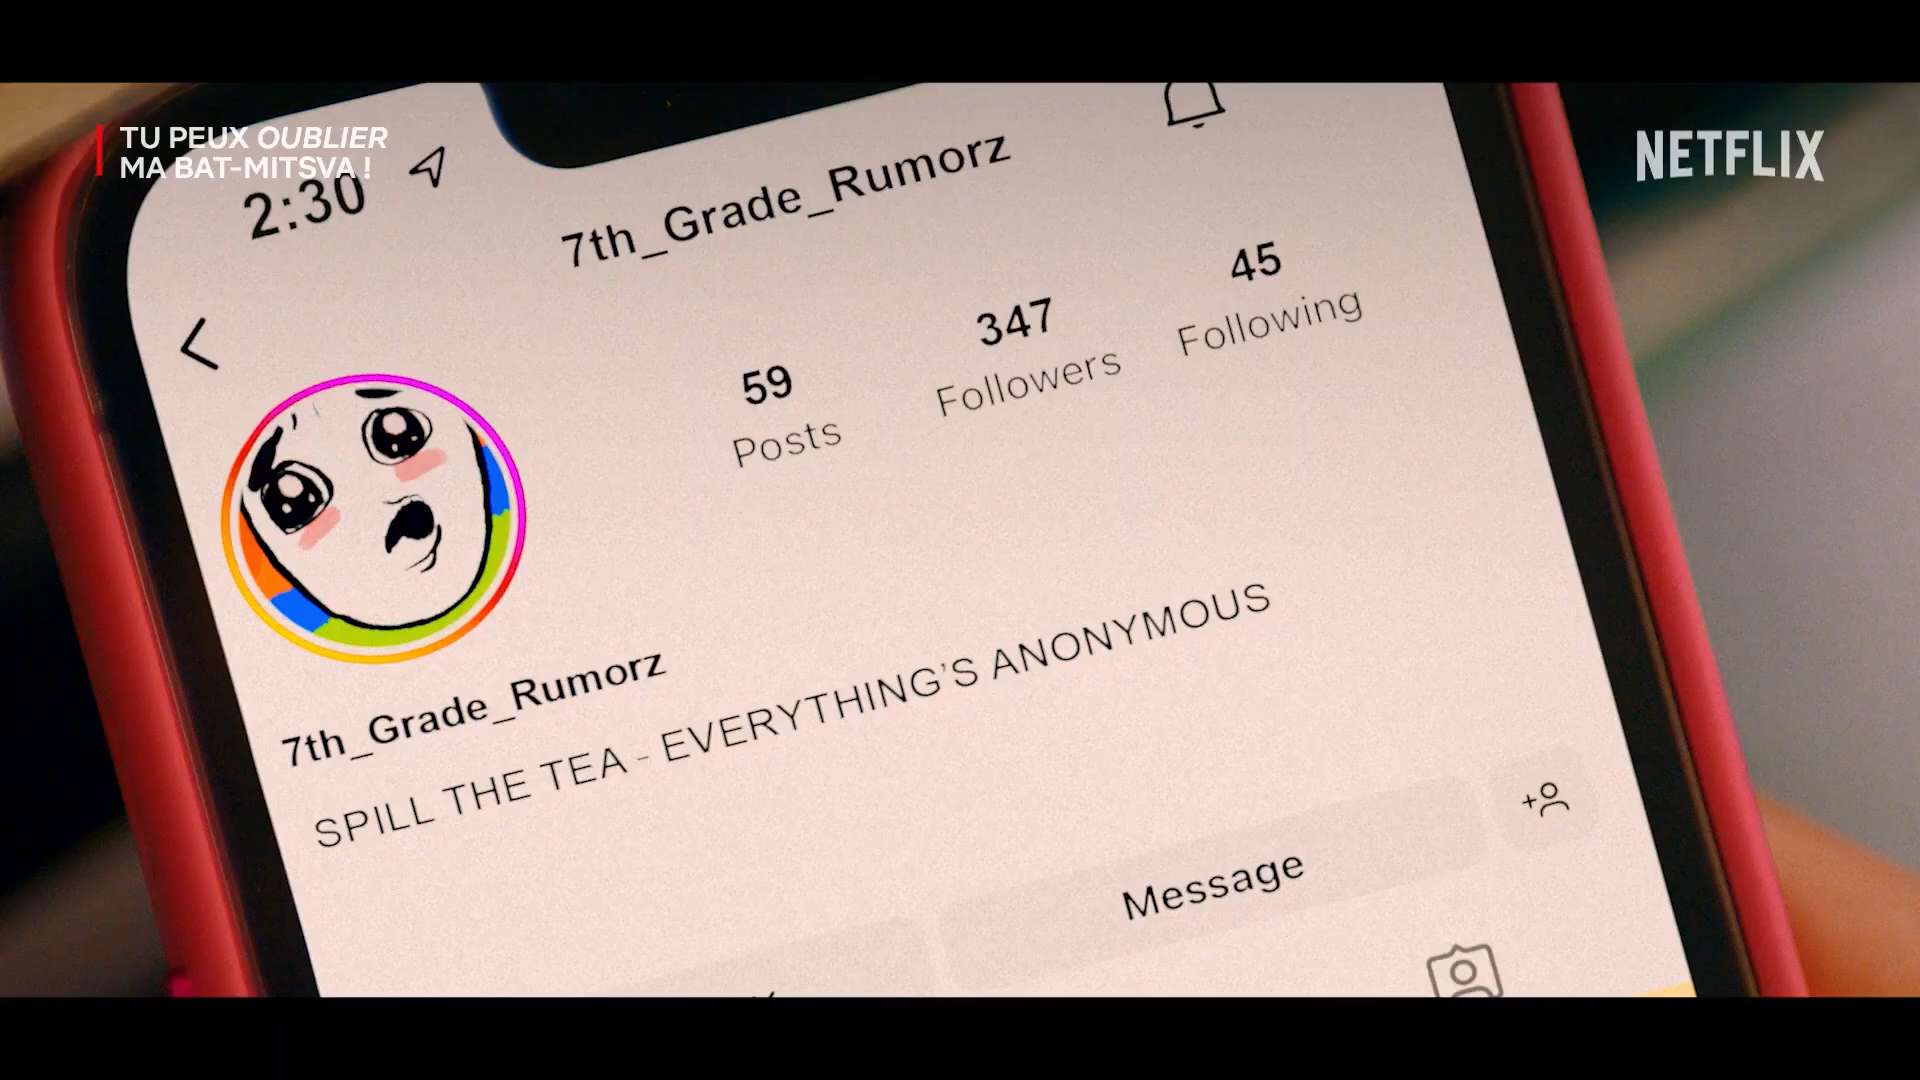 TU PEUX OUBLIER
MA BAT-MITSVA !
NETFLIX
2:30
7th_Grade_Rumorz
59
Posts
347
Followers
45
Following
7th_Grade_Rumorz
SPILL THE TEA - EVERYTHING'S ANONYMOUS
Message